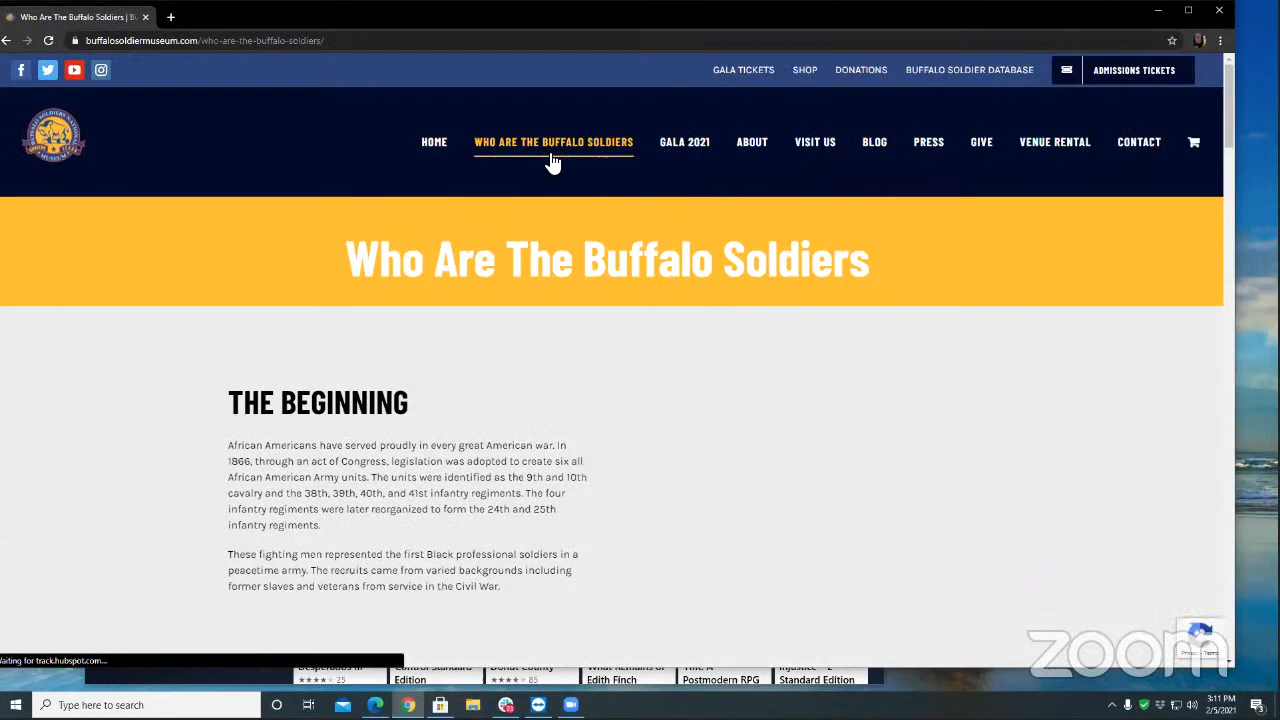 Who Are The Buffalo Soldiers | Bu
buffalosoldiermuseum.com/who-are-the-buffalo-soldiers/
GALA TICKETS SHOP DONATIONS BUFFALO SOLDIER DATABASE ADMISSIONS TICKETS
HOME WHO ARE THE BUFFALO SOLDIERS GALA 2021 ABOUT VISIT US BLOG PRESS GIVE VENUE RENTAL CONTACT
Who Are The Buffalo Soldiers
THE BEGINNING
African Americans have served proudly in every great American war. In
1866, through an act of Congress, legislation was adopted to create six all
African American Army units. The units were identified as the 9th and 10th
cavalry and the 38th, 39th, 40th, and 41st infantry regiments. The four
infantry regiments were later reorganized to form the 24th and 25th
infantry regiments.
These fighting men represented the first Black professional soldiers in a
peacetime army. The recruits came from varied backgrounds including
former slaves and veterans from service in the Civil War.
zoom
Privacy - Terms
Waiting for track.hubspot.com...
Desperados III Control Standard Donut County What Remains of
Edition Edith Finch Postmodern RPG Standard Edition
25 85
Type here to search
3:11 PM
2/5/2021
3